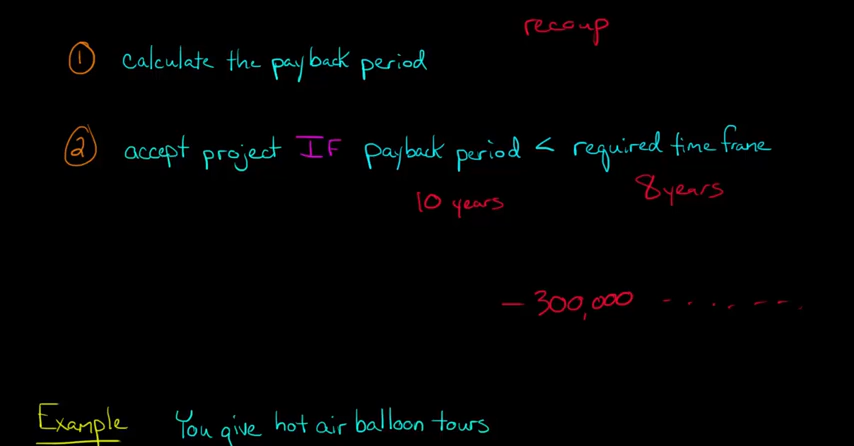 recoup
① calculate the payback period
② accept project IF payback period < required time frame
10 years 8 years
- 300,000 - - - - - - -
Example You give hot air balloon tours